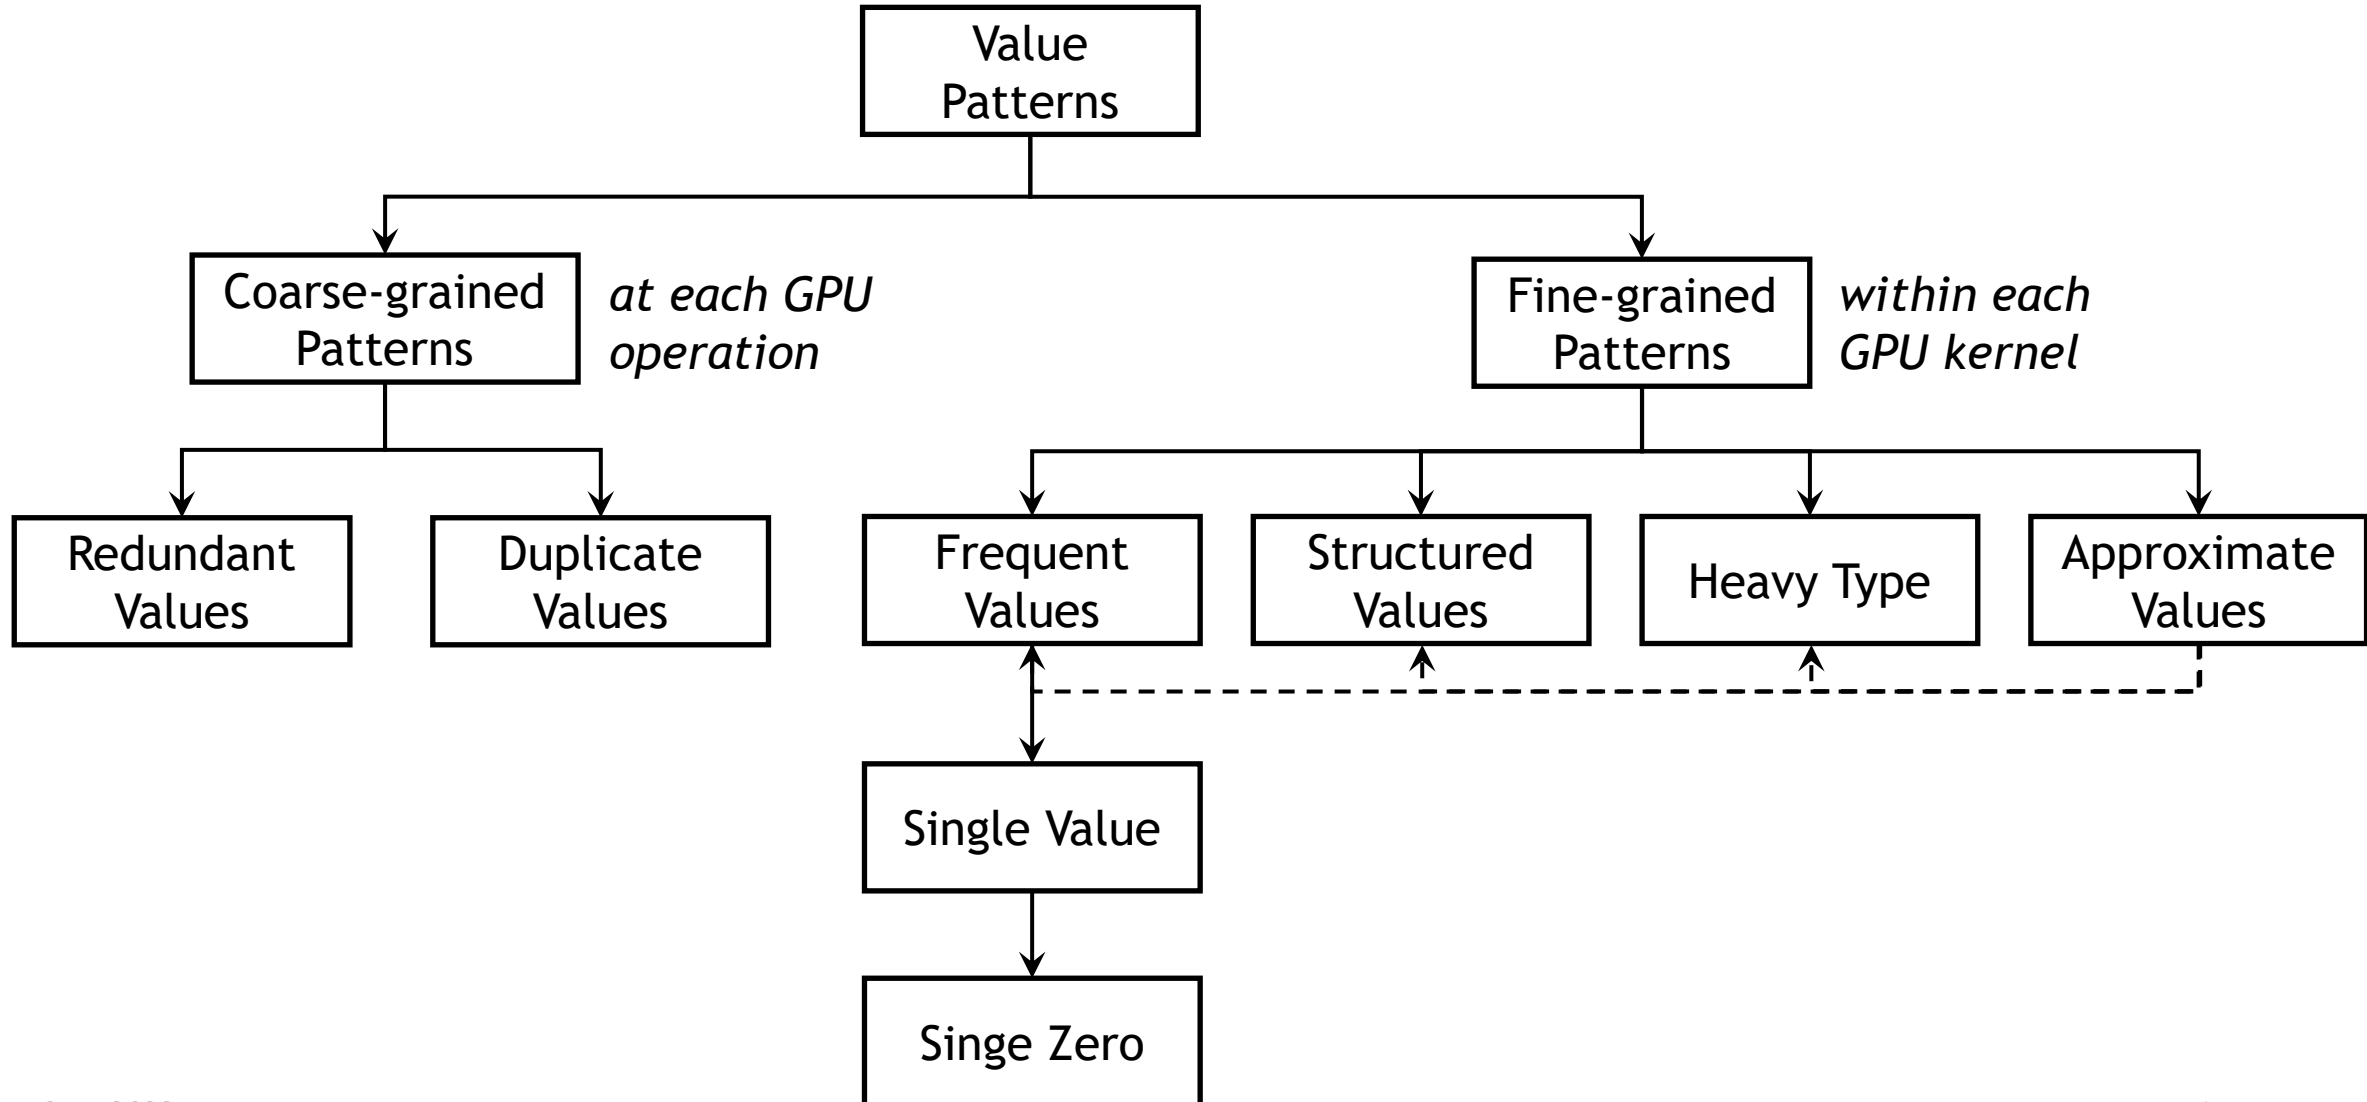 Value
Patterns
Coarse-grained
Patterns
at each GPU
operation
Fine-grained
Patterns
within each
GPU kernel
Redundant
Values
Duplicate
Values
Frequent
Values
Structured
Values
Heavy Type
Approximate
Values
Single Value
Singe Zero